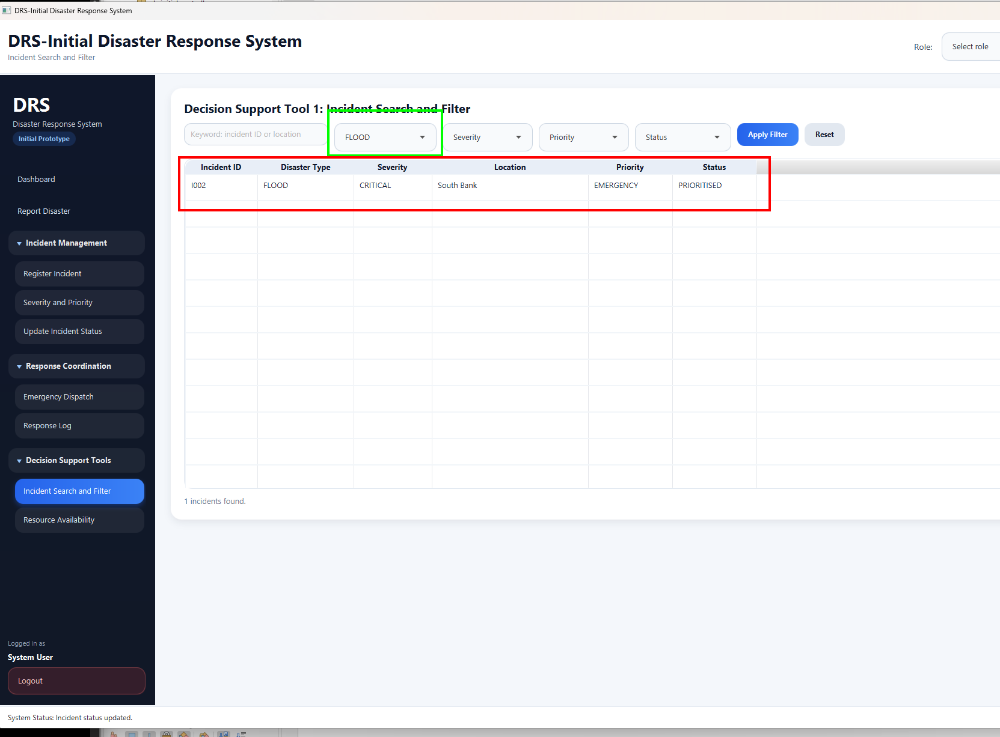 DRS-Initial Disaster Response System
DRS-Initial Disaster Response System
Incident Search and Filter
Role:
Select role
DRS
Disaster Response System
Initial Prototype
Dashboard
Report Disaster
Incident Management
Register Incident
Severity and Priority
Update Incident Status
Response Coordination
Emergency Dispatch
Response Log
Decision Support Tools
Incident Search and Filter
Resource Availability
Logged in as
System User
Logout
Decision Support Tool 1: Incident Search and Filter
Keyword: incident ID or location
FLOOD
Severity
Priority
Status
Apply Filter
Reset
Incident ID Disaster Type Severity Location Priority Status
I002 FLOOD CRITICAL South Bank EMERGENCY PRIORITISED
1 incidents found.
System Status: Incident status updated.